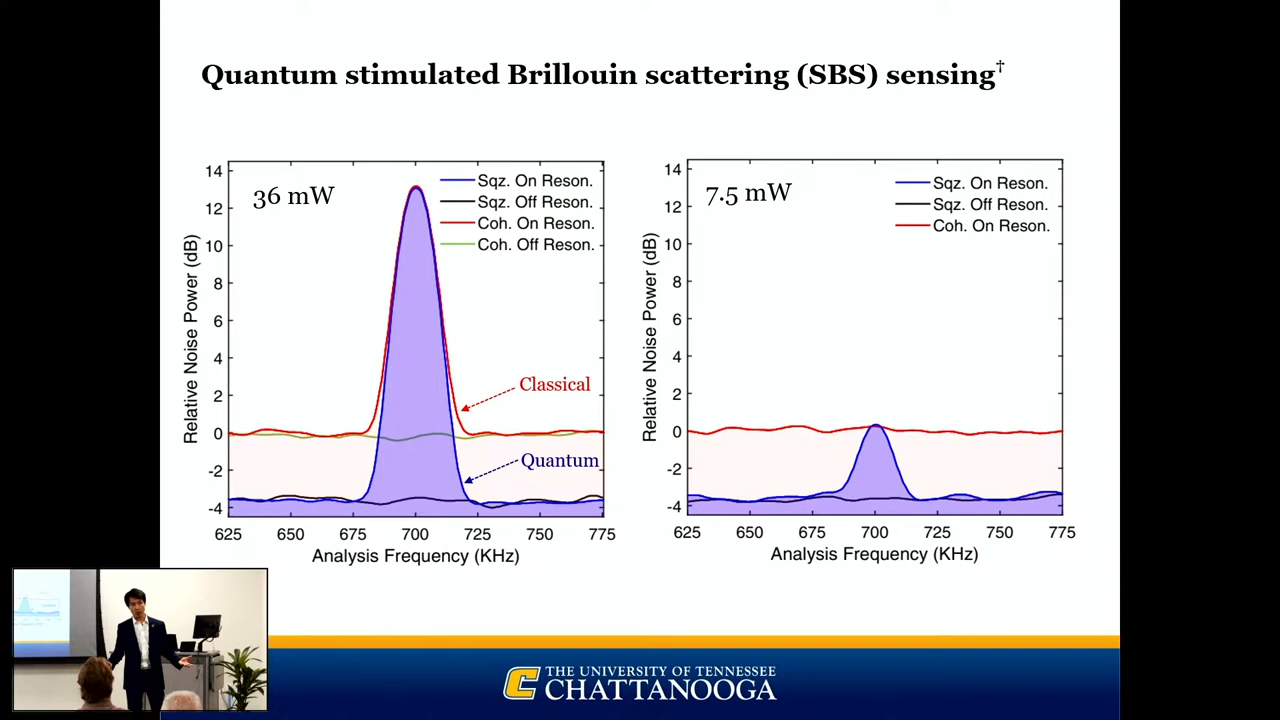 Quantum stimulated Brillouin scattering (SBS) sensing†
36 mW
Sqz. On Reson.
Sqz. Off Reson.
Coh. On Reson.
Coh. Off Reson.
Classical
Quantum
14
12
10
8
6
4
2
0
-2
-4
Relative Noise Power (dB)
625 650 675 700 725 750 775
Analysis Frequency (KHz)
7.5 mW
Sqz. On Reson.
Sqz. Off Reson.
Coh. On Reson.
14
12
10
8
6
4
2
0
-2
-4
Relative Noise Power (dB)
625 650 675 700 725 750 775
Analysis Frequency (KHz)
THE UNIVERSITY OF TENNESSEE
CHATTANOOGA